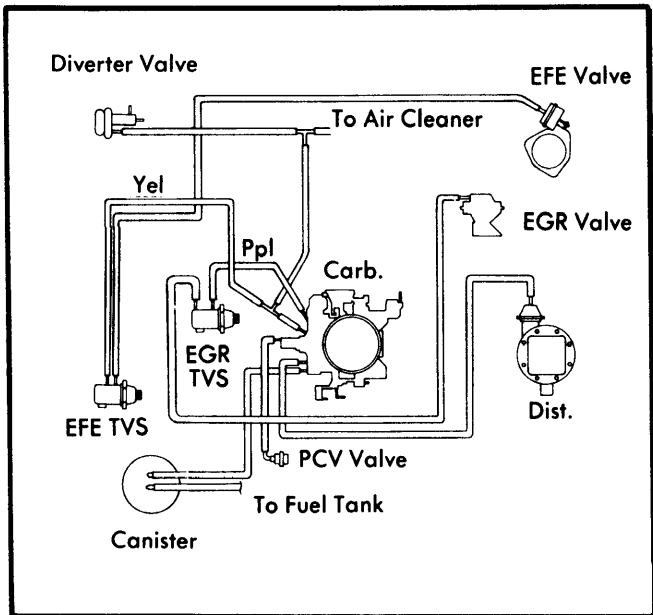 Diverter Valve
EFE Valve
To Air Cleaner
Yel
EGR Valve
Ppl
Carb.
EGR
TVS
Dist.
EFE TVS
PCV Valve
To Fuel Tank
Canister